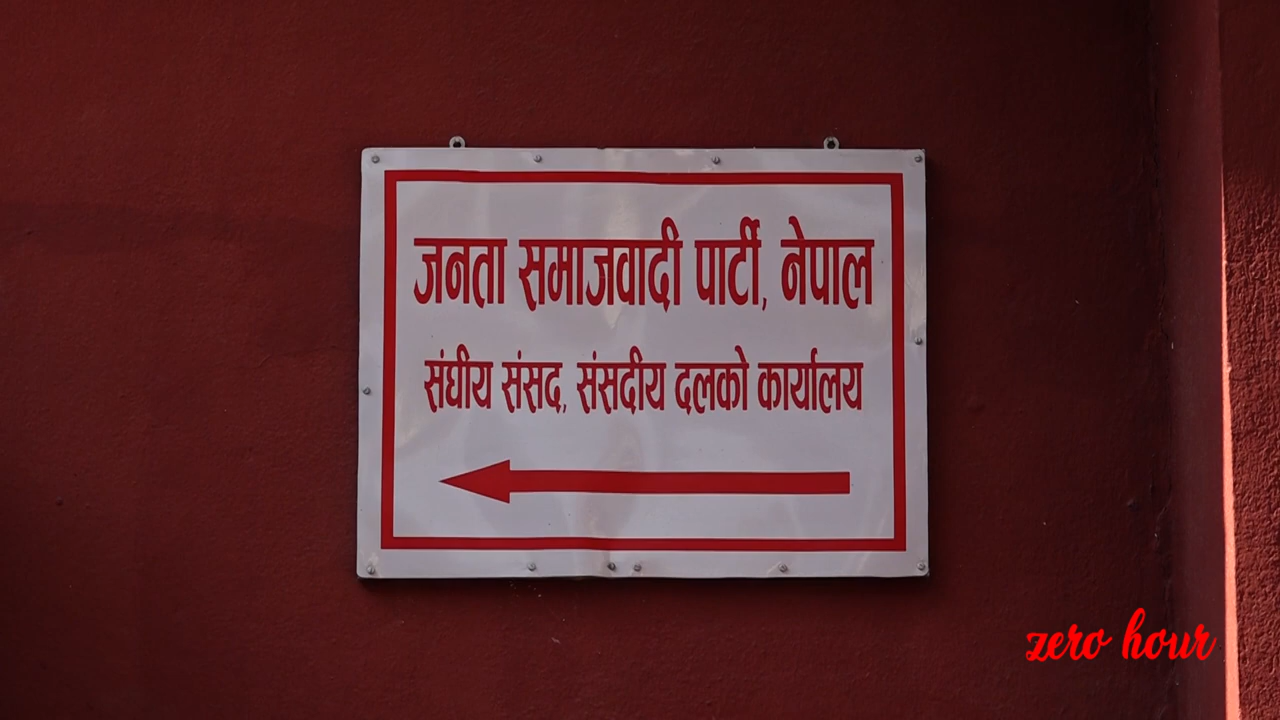 जनता समाजवादी पार्टी, नेपाल
संघीय संसद, संसदीय दलको कार्यालय
zero hour